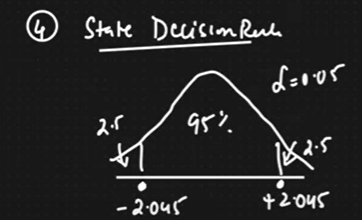 ④ State Decision Rule
α=0.05
2.5 95% 2.5
-2.045 +2.045